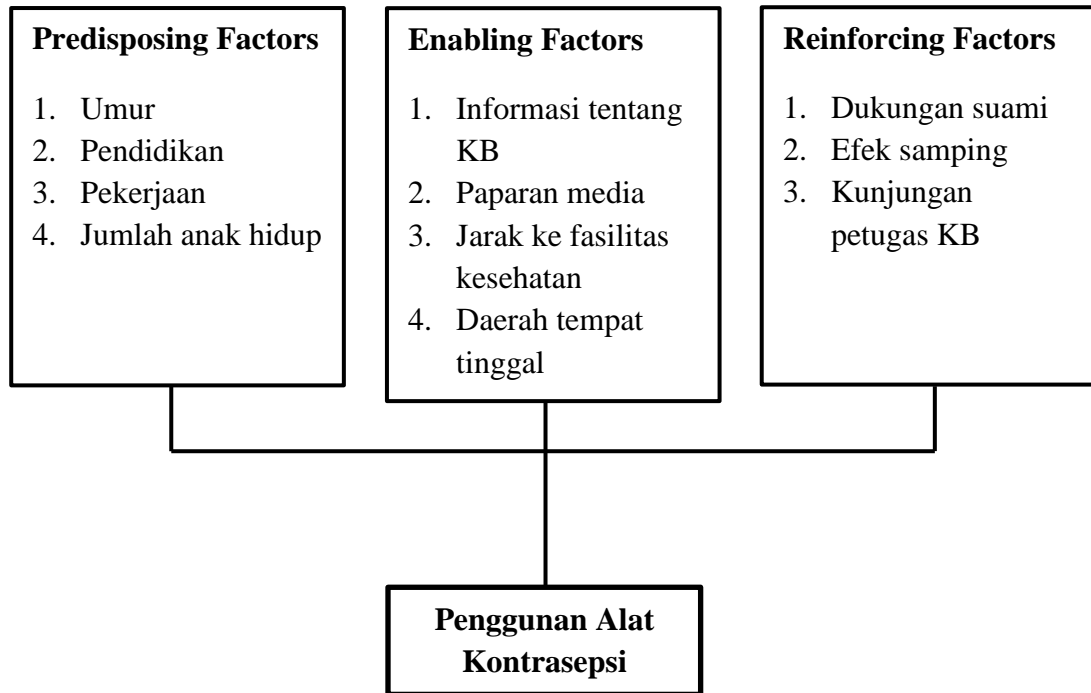 Predisposing Factors
1. Umur
2. Pendidikan
3. Pekerjaan
4. Jumlah anak hidup
Enabling Factors
1. Informasi tentang
KB
2. Paparan media
3. Jarak ke fasilitas
kesehatan
4. Daerah tempat
tinggal
Reinforcing Factors
1. Dukungan suami
2. Efek samping
3. Kunjungan
petugas KB
Penggunan Alat
Kontrasepsi